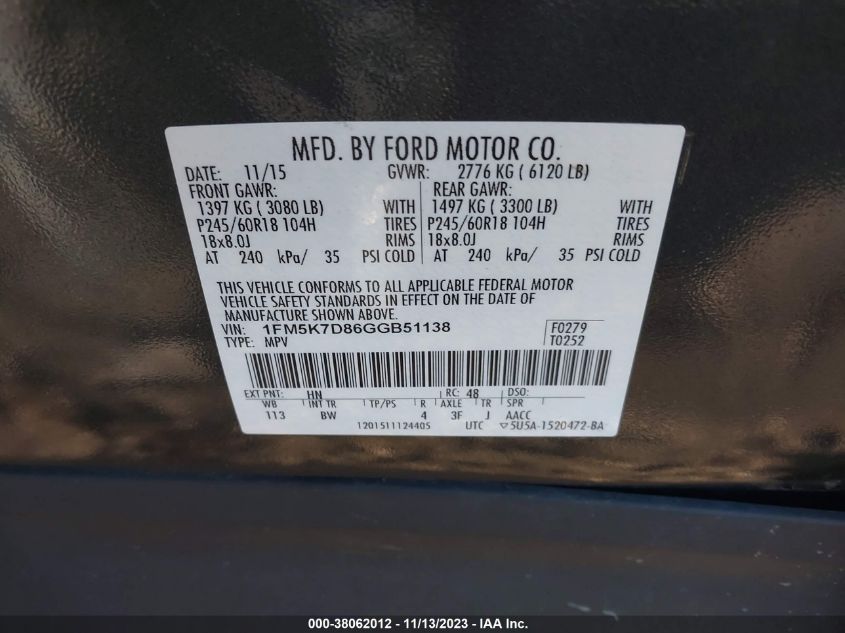 MFD. BY FORD MOTOR CO.
DATE: 11/15 GVWR: 2776 KG ( 6120 LB)
FRONT GAWR: REAR GAWR:
1397 KG ( 3080 LB) WITH 1497 KG ( 3300 LB) WITH
P245/60R18 104H TIRES P245/60R18 104H TIRES
18x8.0J RIMS 18x8.0J RIMS
AT 240 kPa/ 35 PSI COLD AT 240 kPa/ 35 PSI COLD
THIS VEHICLE CONFORMS TO ALL APPLICABLE FEDERAL MOTOR
VEHICLE SAFETY STANDARDS IN EFFECT ON THE DATE OF
MANUFACTURE SHOWN ABOVE.
VIN: 1FM5K7D86GGB51138 F0279
TYPE: MPV T0252
EXT PNT: HN RC: 48 DSO:
WB INT TR TP/PS R AXLE TR SPR
113 BW 4 3F J AACC
1201511124405 UTC ▽5U5A-1520472-BA
000-38062012 - 11/13/2023 - IAA Inc.